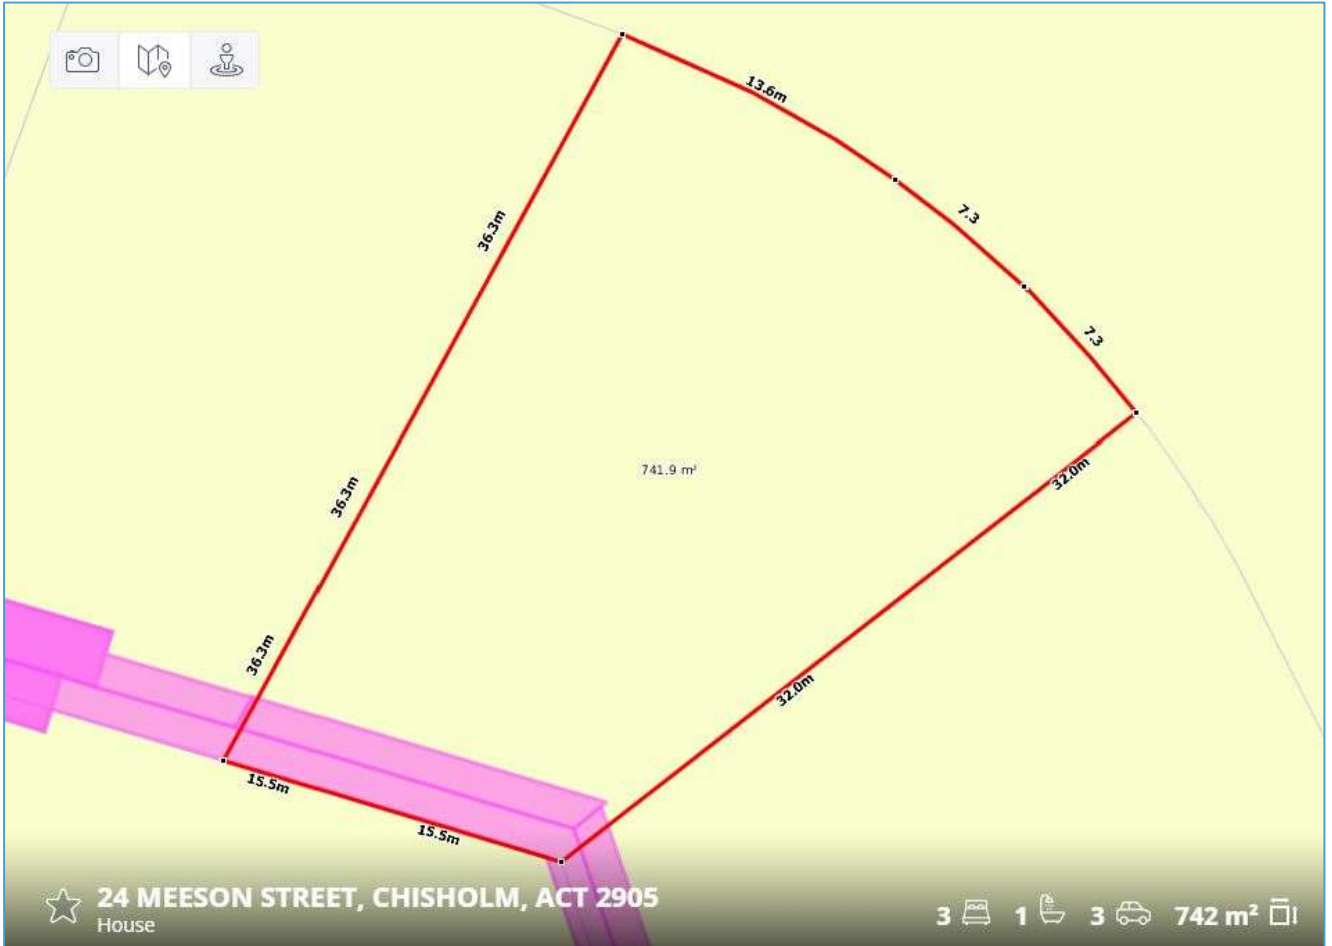 13.6m
7.3
36.3m
7.3
741.9 m²
32.0m
36.3m
36.3m
32.0m
15.5m
15.5m
24 MEESON STREET, CHISHOLM, ACT 2905
House
3 1 3 742 m²